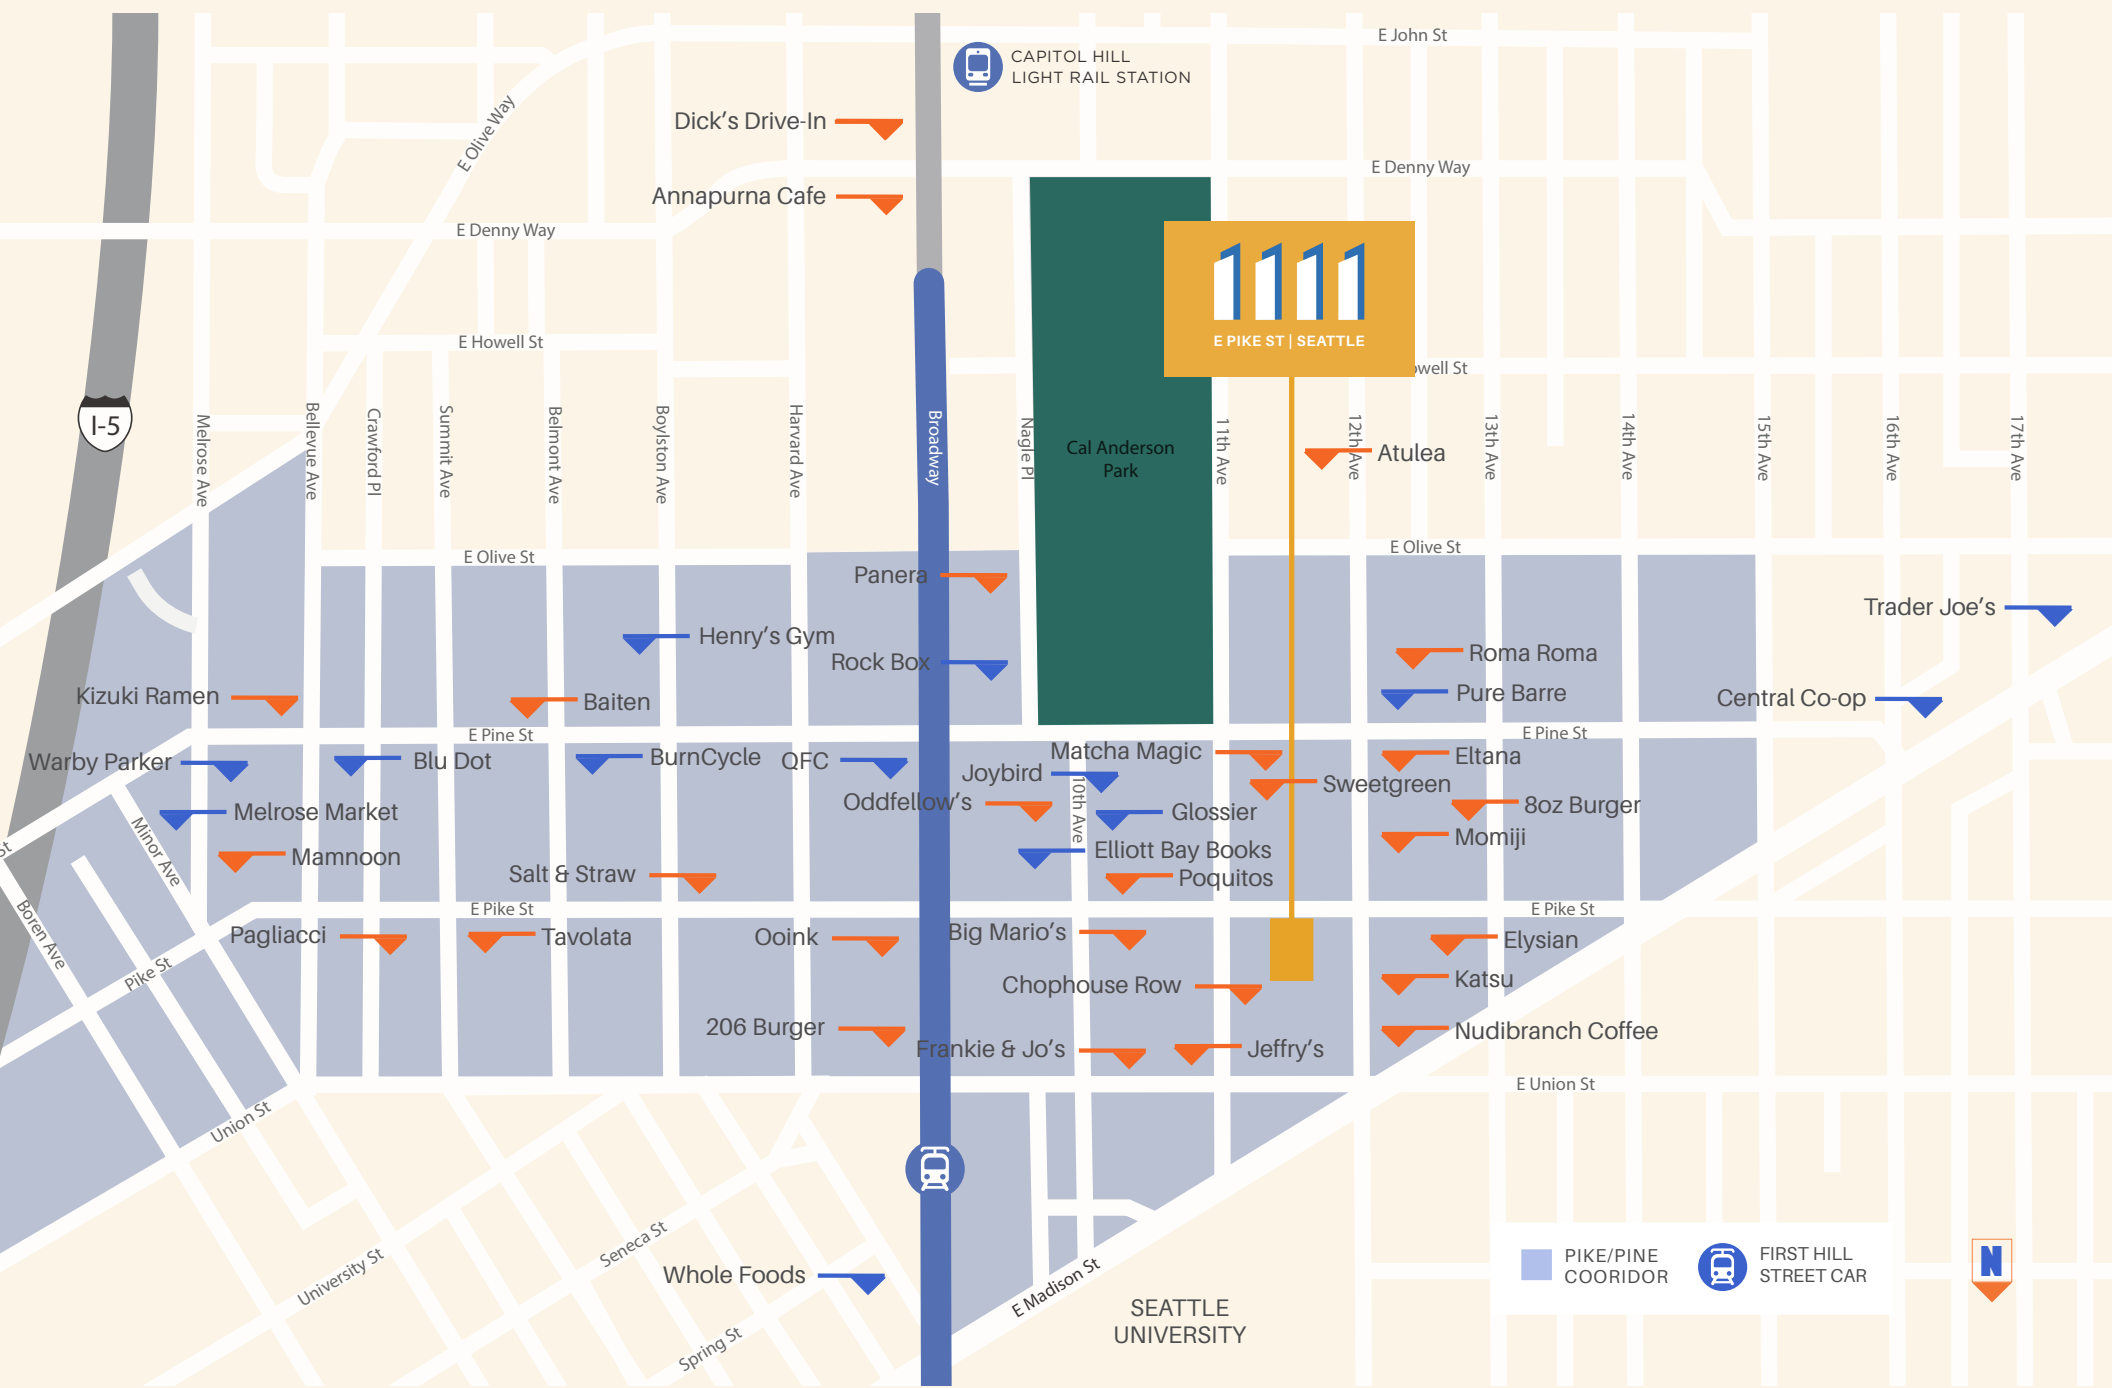 E John St
CAPITOL HILL
LIGHT RAIL STATION
E Olive Way
Dick's Drive-In
E Denny Way
Annapurna Cafe
E Denny Way
E PIKE ST | SEATTLE
E Howell St
owell St
I-5
Melrose Ave
Bellevue Ave
Crawford Pl
Summit Ave
Belmont Ave
Boylston Ave
Harvard Ave
Broadway
Nagle Pl
Cal Anderson
Park
11th Ave
12th Ave
Atulea
13th Ave
14th Ave
15th Ave
16th Ave
17th Ave
E Olive St
E Olive St
Panera
Trader Joe's
Henry's Gym
Rock Box
Roma Roma
Kizuki Ramen
Baiten
Pure Barre
Central Co-op
E Pine St
E Pine St
Warby Parker
Blu Dot
BurnCycle
QFC
Matcha Magic
Joybird
Eltana
Sweetgreen
Oddfellow's
10th Ave
Glossier
8oz Burger
Melrose Market
Minor Ave
Momiji
St
Mamnoon
Elliott Bay Books
Salt & Straw
Poquitos
E Pike St
E Pike St
Boren Ave
Pagliacci
Tavolata
Ooink
Big Mario's
Elysian
Pike St
Chophouse Row
Katsu
206 Burger
Frankie & Jo's
Jeffry's
Nudibranch Coffee
E Union St
Union St
University St
Seneca St
Whole Foods
Spring St
E Madison St
SEATTLE
UNIVERSITY
PIKE/PINE
COORIDOR
FIRST HILL
STREET CAR
N
1111